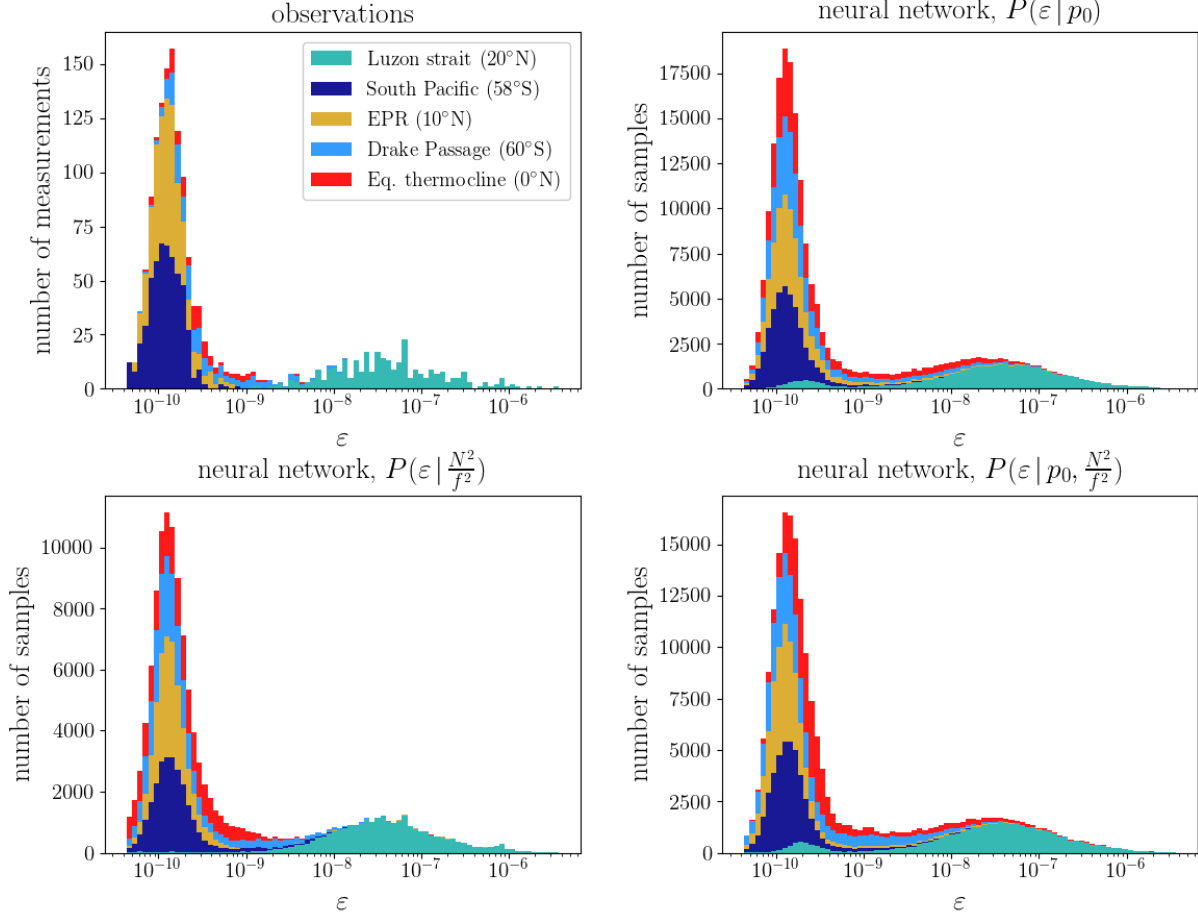 observations
number of measurements
150
125
100
75
50
25
0
Luzon strait (20°N)
South Pacific (58°S)
EPR (10°N)
Drake Passage (60°S)
Eq. thermocline (0°N)
10⁻¹⁰ 10⁻⁹ 10⁻⁸ 10⁻⁷ 10⁻⁶
ε
neural network, P(ε | p₀)
number of samples
17500
15000
12500
10000
7500
5000
2500
0
10⁻¹⁰ 10⁻⁹ 10⁻⁸ 10⁻⁷ 10⁻⁶
ε
neural network, P(ε | N²/f²)
number of samples
10000
8000
6000
4000
2000
0
10⁻¹⁰ 10⁻⁹ 10⁻⁸ 10⁻⁷ 10⁻⁶
ε
neural network, P(ε | p₀, N²/f²)
number of samples
15000
12500
10000
7500
5000
2500
0
10⁻¹⁰ 10⁻⁹ 10⁻⁸ 10⁻⁷ 10⁻⁶
ε